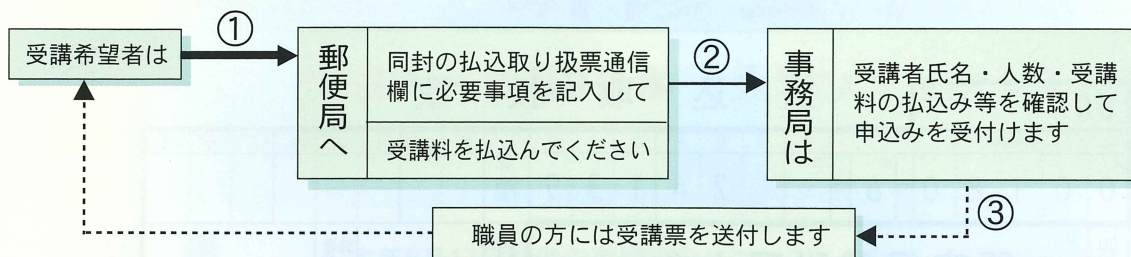 受講希望者は
①
郵便局へ
同封の払込取り扱票通信
欄に必要事項を記入して
受講料を払込んでください
②
事務局は
受講者氏名・人数・受講
料の払込み等を確認して
申込みを受付けます
③
職員の方には受講票を送付します